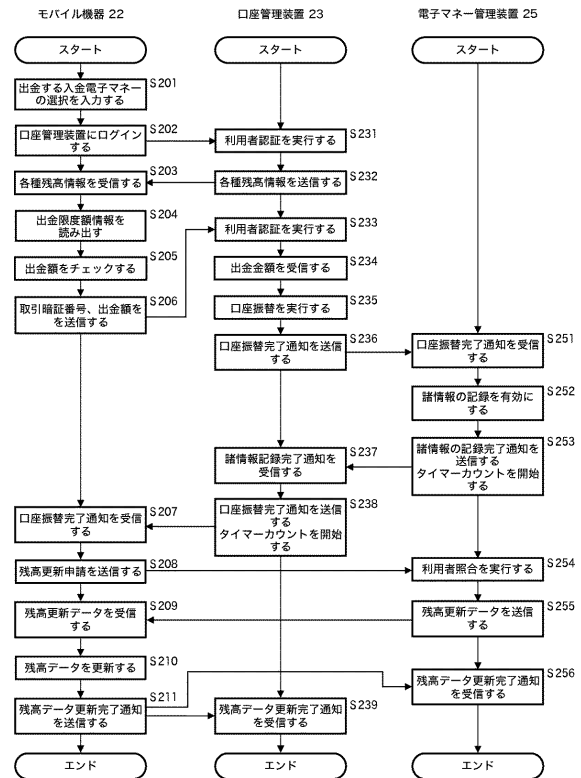 モバイル機器 22
スタート
出金する入金電子マネー
の選択を入力する
S201
口座管理装置にログイン
する
S202
各種残高情報を受信する
S203
出金限度額情報を
読み出す
S204
出金額をチェックする
S205
取引暗証番号、出金額を
を送信する
S206
口座振替完了通知を受信
する
S207
残高更新申請を送信する
S208
残高更新データを受信
する
S209
残高データを更新する
S210
残高データ更新完了通知
を送信する
S211
エンド
口座管理装置 23
スタート
利用者認証を実行する
S231
各種残高情報を送信する
S232
利用者認証を実行する
S233
出金金額を受信する
S234
口座振替を実行する
S235
口座振替完了通知を送信
する
S236
諸情報記録完了通知を
受信する
S237
口座振替完了通知を送信
する
タイマーカウントを開始
する
S238
残高データ更新完了通知
を受信する
S239
エンド
電子マネー管理装置 25
スタート
口座振替完了通知を受信
する
S251
諸情報の記録を有効に
する
S252
諸情報の記録完了通知を
送信する
タイマーカウントを開始
する
S253
利用者照合を実行する
S254
残高更新データを送信
する
S255
残高データ更新完了通知
を受信する
S256
エンド